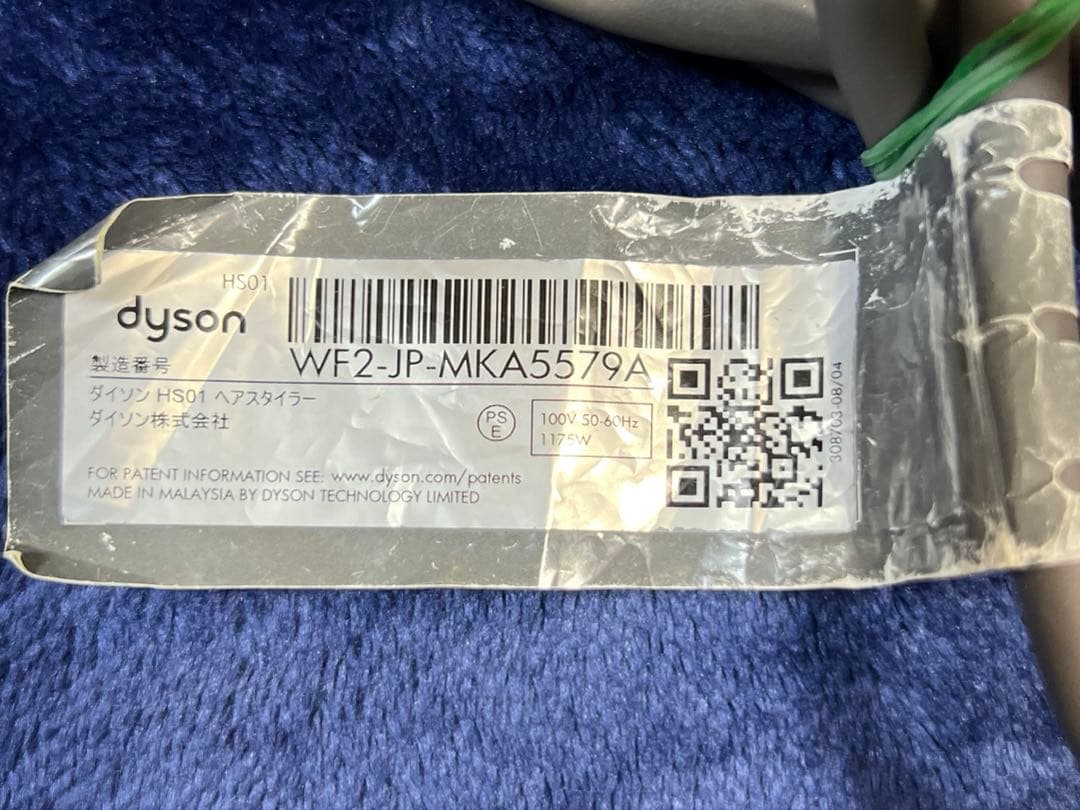 HS01
dyson
製造番号
WF2-JP-MKA5579A
ダイソン HS01 ヘアスタイラー
ダイソン株式会社
PS
E
100V 50-60Hz
1175W
308703-08/04
FOR PATENT INFORMATION SEE: www.dyson.com/patents
MADE IN MALAYSIA BY DYSON TECHNOLOGY LIMITED